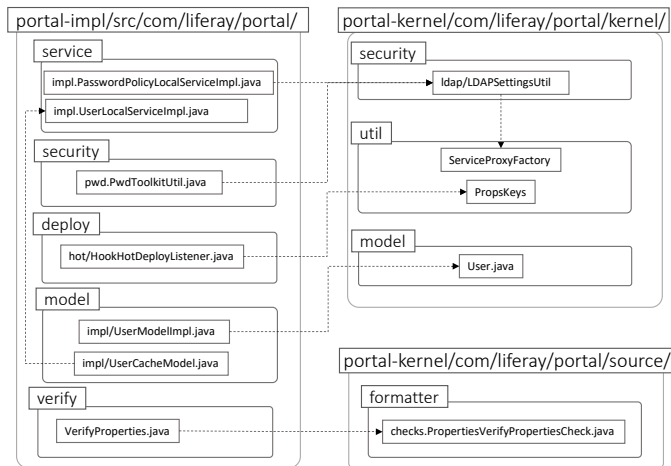 portal-impl/src/com/liferay/portal/
service
impl.PasswordPolicyLocalServiceImpl.java
impl.UserLocalServiceImpl.java
security
pwd.PwdToolkitUtil.java
deploy
hot/HookHotDeployListener.java
model
impl/UserModelImpl.java
impl/UserCacheModel.java
verify
VerifyProperties.java
portal-kernel/com/liferay/portal/kernel/
security
ldap/LDAPSettingsUtil
util
ServiceProxyFactory
PropsKeys
model
User.java
portal-kernel/com/liferay/portal/source/
formatter
checks.PropertiesVerifyPropertiesCheck.java